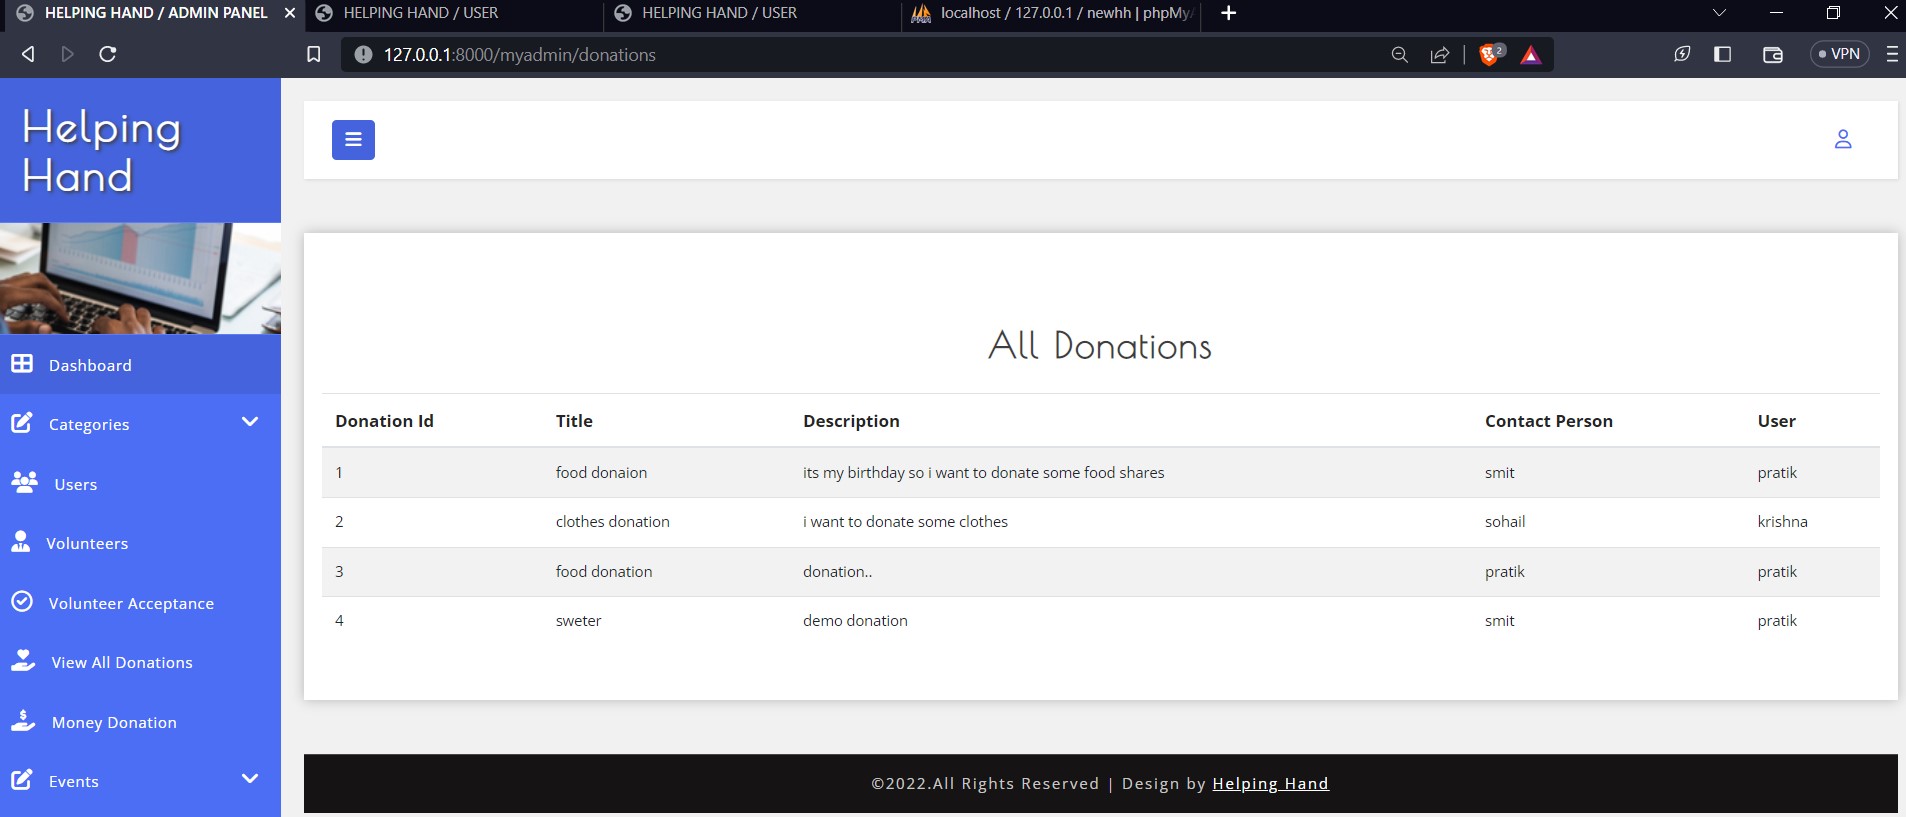 HELPING HAND / ADMIN PANEL HELPING HAND / USER HELPING HAND / USER localhost / 127.0.0.1 / newhh | phpMy
127.0.0.1:8000/myadmin/donations 2 VPN
Helping
Hand
Dashboard
Categories
Users
Volunteers
Volunteer Acceptance
View All Donations
Money Donation
Events
All Donations
Donation Id Title Description Contact Person User
1 food donaion its my birthday so i want to donate some food shares smit pratik
2 clothes donation i want to donate some clothes sohail krishna
3 food donation donation.. pratik pratik
4 sweter demo donation smit pratik
©2022.All Rights Reserved | Design by Helping Hand